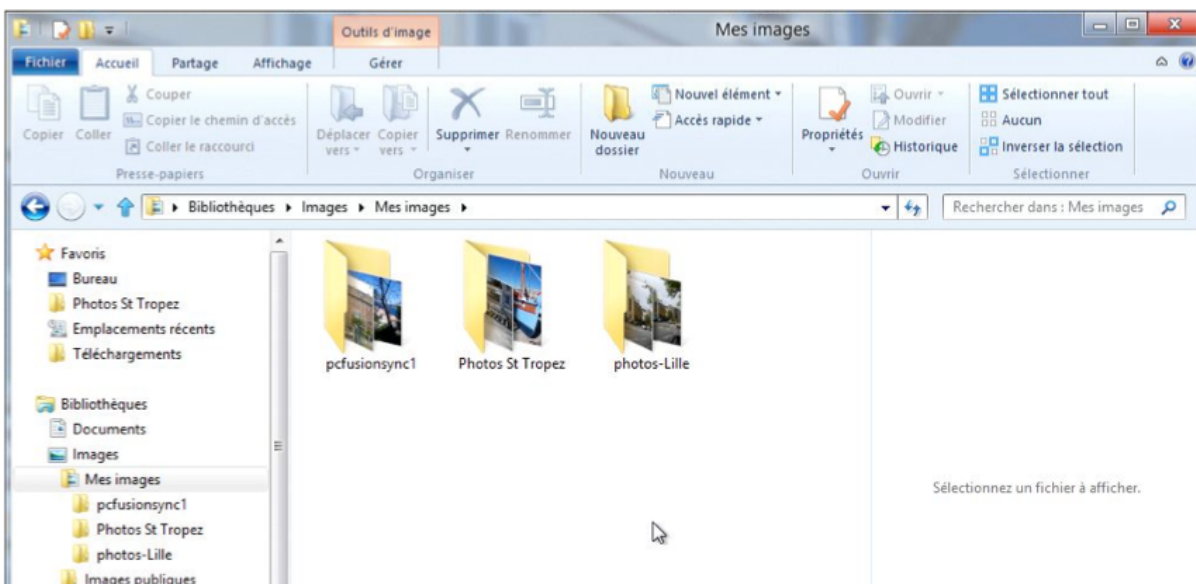 Outils d'image
Mes images
Fichier
Accueil
Partage
Affichage
Gérer
Copier
Coller
Couper
Copier le chemin d'accès
Coller le raccourci
Presse-papiers
Déplacer vers
Copier vers
Supprimer
Renommer
Organiser
Nouveau dossier
Nouvel élément
Accès rapide
Nouveau
Propriétés
Ouvrir
Modifier
Historique
Ouvrir
Sélectionner tout
Aucun
Inverser la sélection
Sélectionner
Bibliothèques
Images
Mes images
Rechercher dans : Mes images
Favoris
Bureau
Photos St Tropez
Emplacements récents
Téléchargements
Bibliothèques
Documents
Images
Mes images
pcfusionsync1
Photos St Tropez
photos-Lille
Images publiques
pcfusionsync1
Photos St Tropez
photos-Lille
Sélectionnez un fichier à afficher.